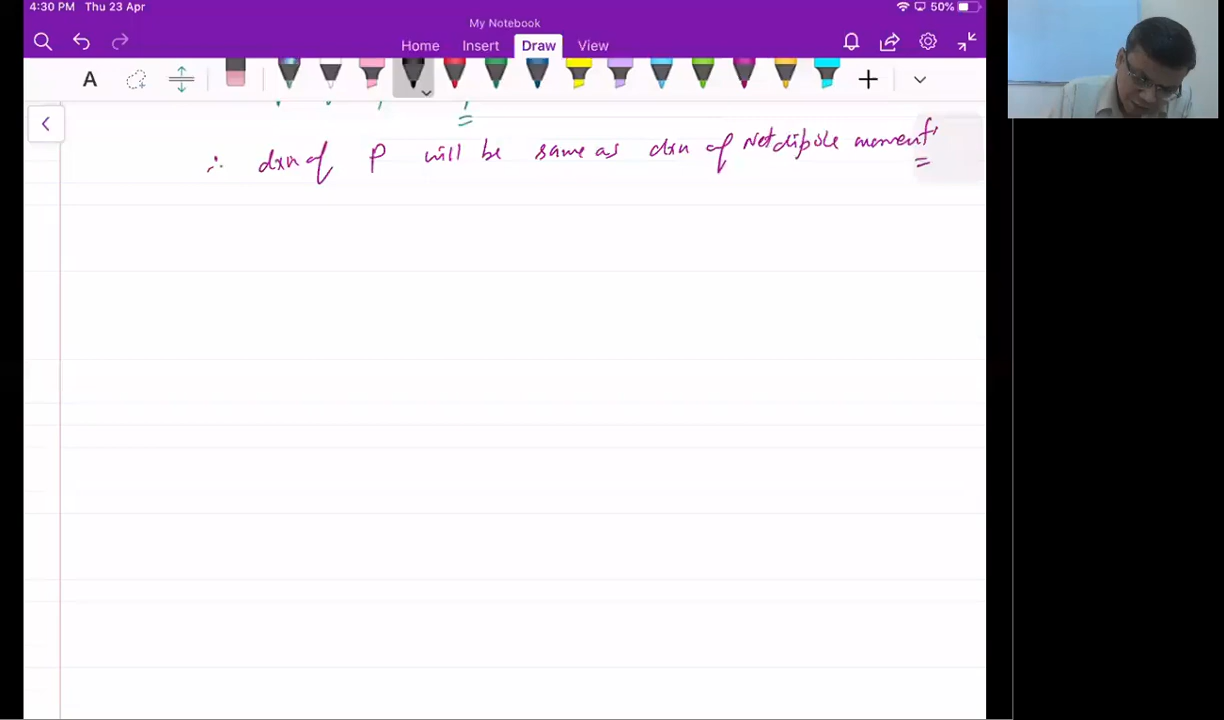 4:30 PM Thu 23 Apr
50%
My Notebook
Home Insert Draw View
A
∴ dxn of P will be same as dxn of Net dipole moment